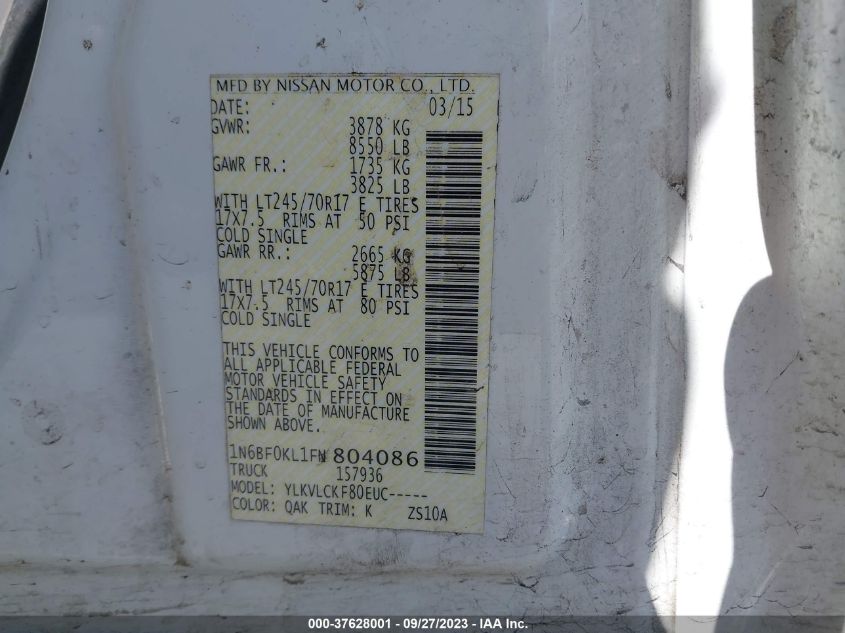 MFD BY NISSAN MOTOR CO., LTD.
DATE: 03/15
GVWR: 3878 KG
8550 LB
GAWR FR.: 1735 KG
3825 LB
WITH LT245/70R17 E TIRES
17X7.5 RIMS AT 50 PSI
COLD SINGLE
GAWR RR.: 2665 KG
5875 LB
WITH LT245/70R17 E TIRES
17X7.5 RIMS AT 80 PSI
COLD SINGLE
THIS VEHICLE CONFORMS TO
ALL APPLICABLE FEDERAL
MOTOR VEHICLE SAFETY
STANDARDS IN EFFECT ON
THE DATE OF MANUFACTURE
SHOWN ABOVE.
1N6BF0KL1FN804086
TRUCK 157936
MODEL: YLKVLCKF80EUC-----
COLOR: QAK TRIM: K ZS10A
000-37628001 - 09/27/2023 - IAA Inc.